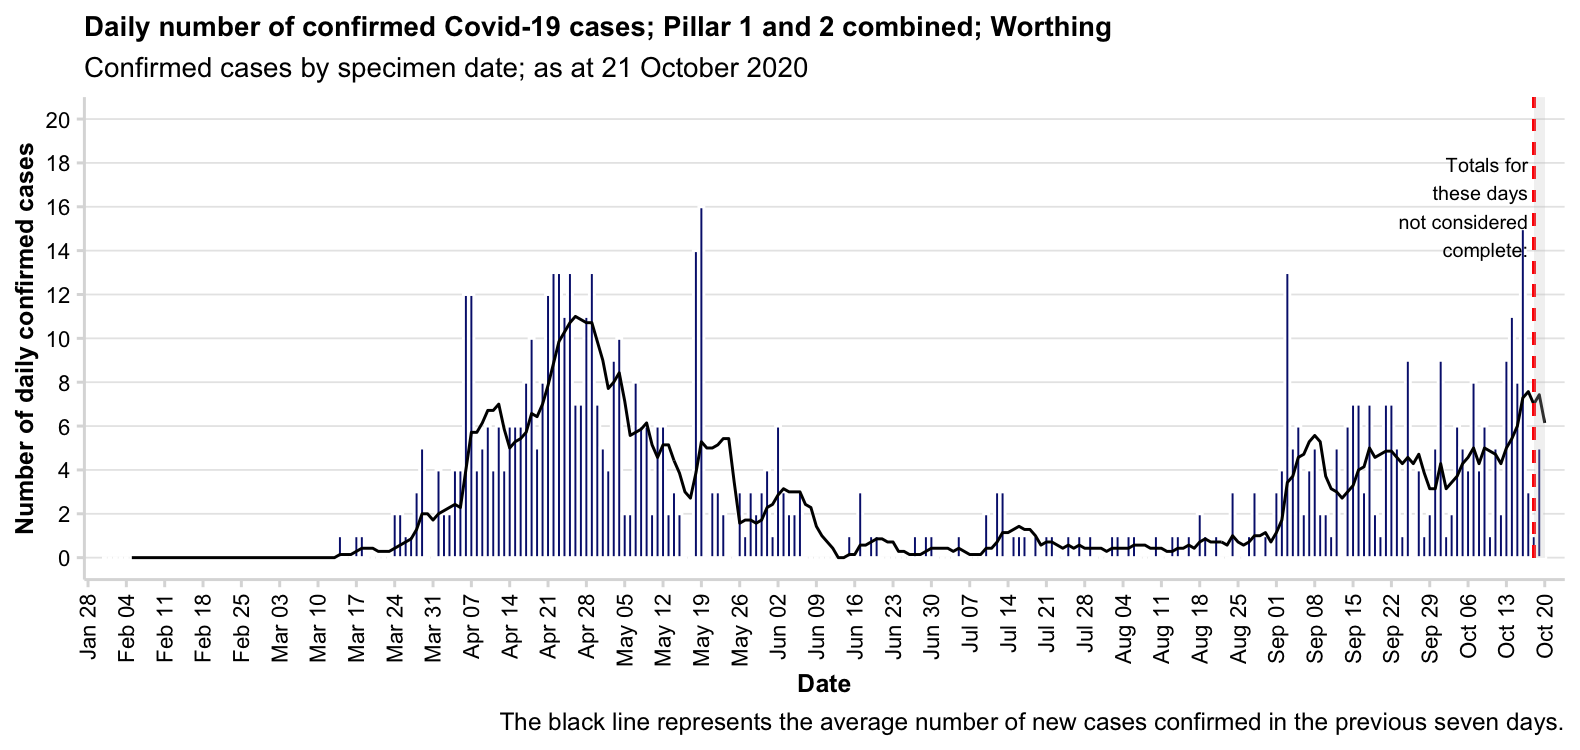 Daily number of confirmed Covid-19 cases; Pillar 1 and 2 combined; Worthing
Confirmed cases by specimen date; as at 21 October 2020
Number of daily confirmed cases
20
18
16
14
12
10
8
6
4
2
0
Totals for
these days
not considered
complete:
Jan 28
Feb 04
Feb 11
Feb 18
Feb 25
Mar 03
Mar 10
Mar 17
Mar 24
Mar 31
Apr 07
Apr 14
Apr 21
Apr 28
May 05
May 12
May 19
May 26
Jun 02
Jun 09
Jun 16
Jun 23
Jun 30
Jul 07
Jul 14
Jul 21
Jul 28
Aug 04
Aug 11
Aug 18
Aug 25
Sep 01
Sep 08
Sep 15
Sep 22
Sep 29
Oct 06
Oct 13
Oct 20
Date
The black line represents the average number of new cases confirmed in the previous seven days.